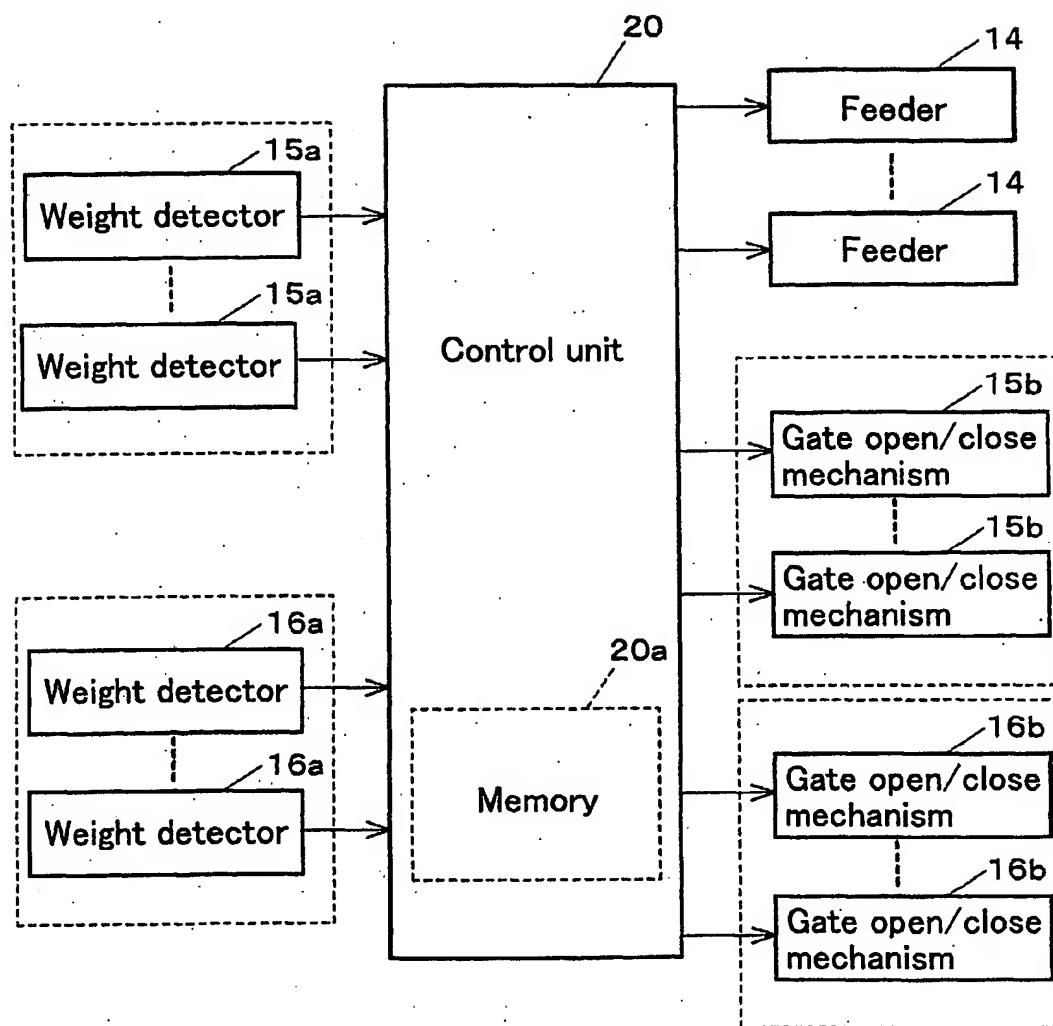 20
14
Feeder
15a
Weight detector
14
Feeder
15a
Weight detector
Control unit
15b
Gate open/close
mechanism
15b
Gate open/close
mechanism
16a
Weight detector
20a
Memory
16a
Weight detector
16b
Gate open/close
mechanism
16b
Gate open/close
mechanism